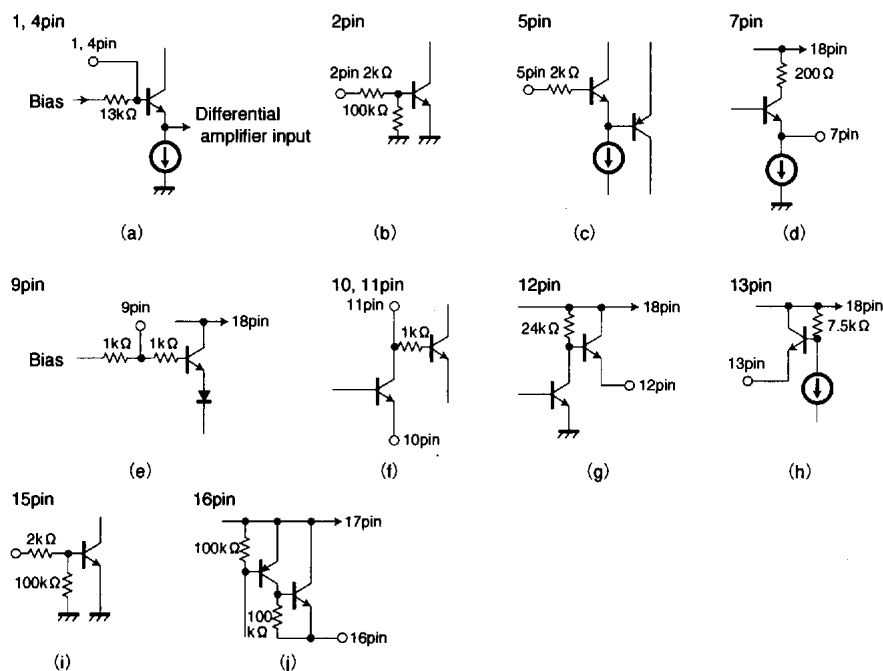 1, 4pin
1, 4pin
Bias
13kΩ
Differential
amplifier input
(a)
2pin
2pin 2kΩ
100kΩ
(b)
5pin
5pin 2kΩ
(c)
7pin
18pin
200Ω
7pin
(d)
9pin
9pin
18pin
1kΩ 1kΩ
Bias
(e)
10, 11pin
11pin
1kΩ
10pin
(f)
12pin
18pin
24kΩ
12pin
(g)
13pin
18pin
7.5kΩ
13pin
(h)
15pin
2kΩ
100kΩ
(i)
16pin
17pin
100kΩ
100
kΩ
16pin
(j)